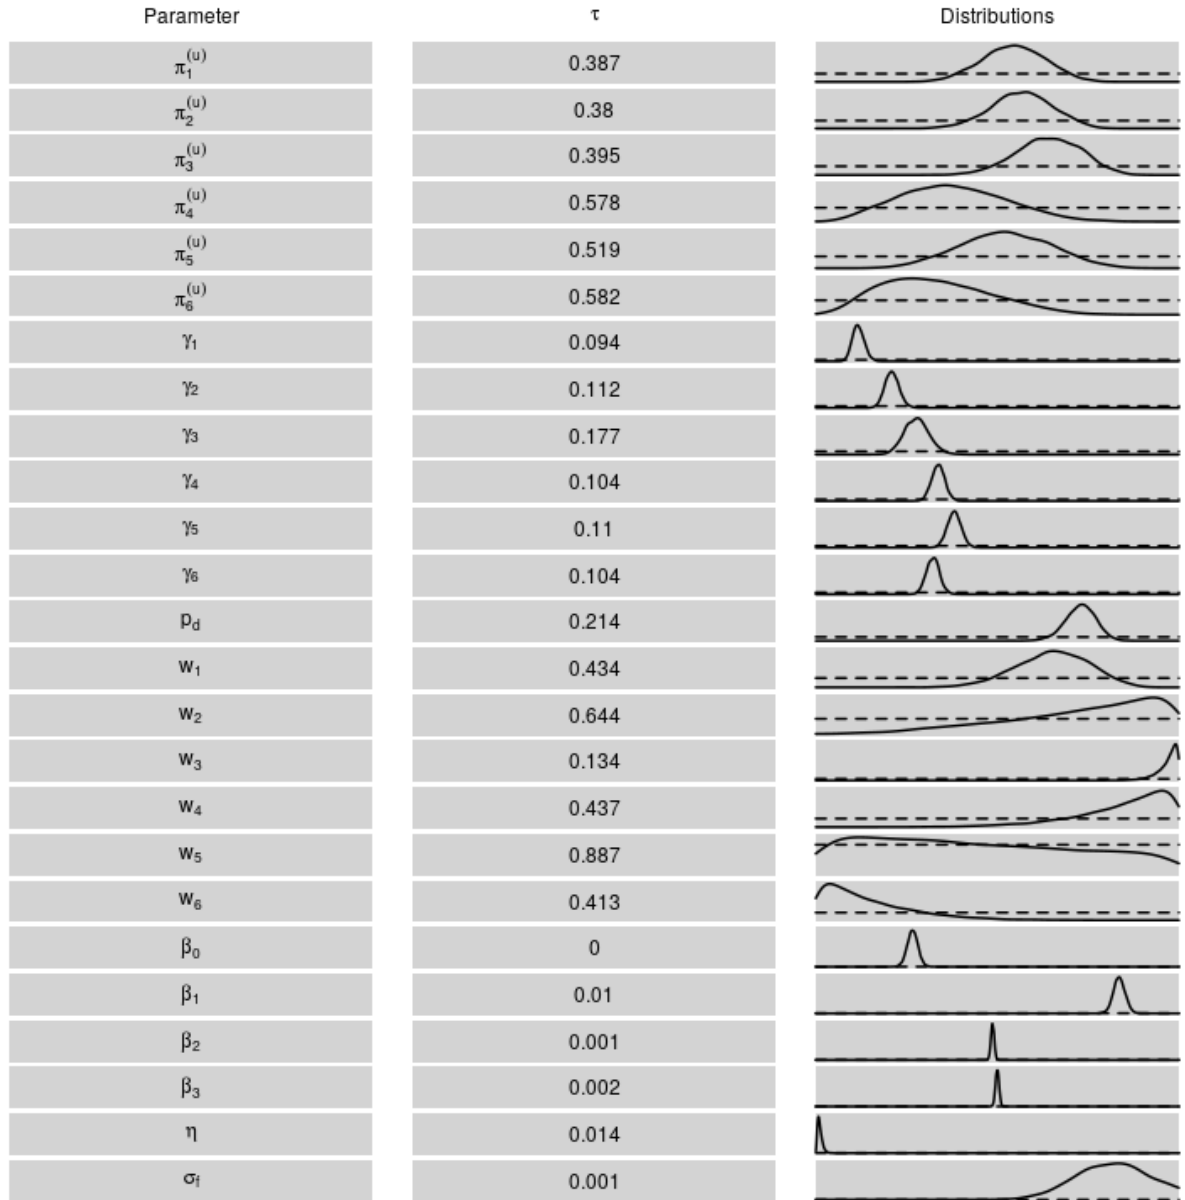 Parameter τ Distributions
π₁⁽ᵘ⁾ 0.387
π₂⁽ᵘ⁾ 0.38
π₃⁽ᵘ⁾ 0.395
π₄⁽ᵘ⁾ 0.578
π₅⁽ᵘ⁾ 0.519
π₆⁽ᵘ⁾ 0.582
γ₁ 0.094
γ₂ 0.112
γ₃ 0.177
γ₄ 0.104
γ₅ 0.11
γ₆ 0.104
p_d 0.214
w₁ 0.434
w₂ 0.644
w₃ 0.134
w₄ 0.437
w₅ 0.887
w₆ 0.413
β₀ 0
β₁ 0.01
β₂ 0.001
β₃ 0.002
η 0.014
σ_f 0.001